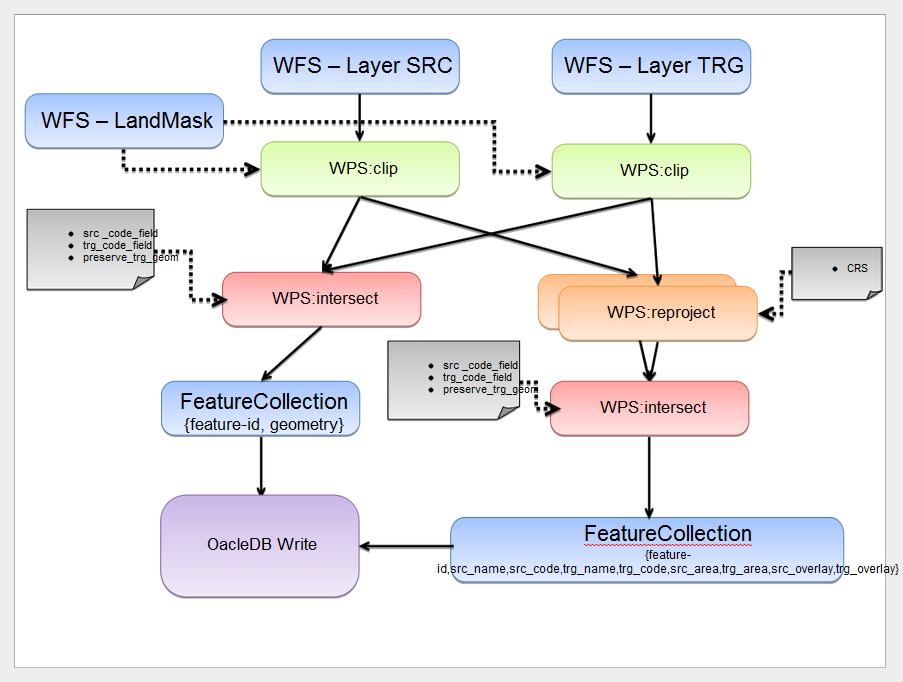 WFS – Layer SRC
WFS – Layer TRG
WFS – LandMask
WPS:clip
WPS:clip
• src _code_field
• trg_code_field
• preserve_trg_geom
• CRS
WPS:intersect
WPS:reproject
• src _code_field
• trg_code_field
• preserve_trg_geom
FeatureCollection
{feature-id, geometry}
WPS:intersect
OacleDB Write
FeatureCollection
{feature-
id,src_name,src_code,trg_name,trg_code,src_area,trg_area,src_overlay,trg_overlay}